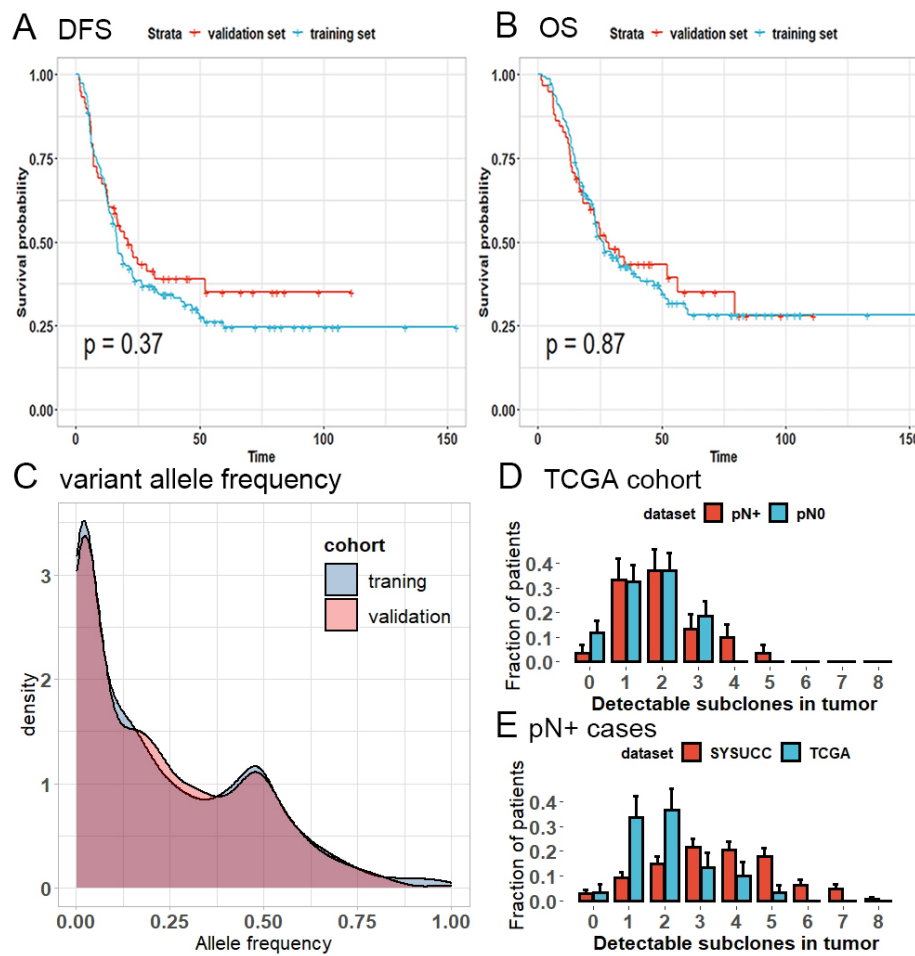 A DFS
Strata validation set training set
1.00
0.75
0.50
0.25
0.00
Survival probability
p = 0.37
0 50 100 150
Time
B OS
Strata validation set training set
1.00
0.75
0.50
0.25
0.00
Survival probability
p = 0.87
0 50 100 150
Time
C variant allele frequency
cohort
traning
validation
3
2
1
0
density
0.00 0.25 0.50 0.75 1.00
Allele frequency
D TCGA cohort
dataset pN+ pN0
0.4
0.3
0.2
0.1
0.0
Fraction of patients
0 1 2 3 4 5 6 7 8
Detectable subclones in tumor
E pN+ cases
dataset SYSUCC TCGA
0.4
0.3
0.2
0.1
0.0
Fraction of patients
0 1 2 3 4 5 6 7 8
Detectable subclones in tumor